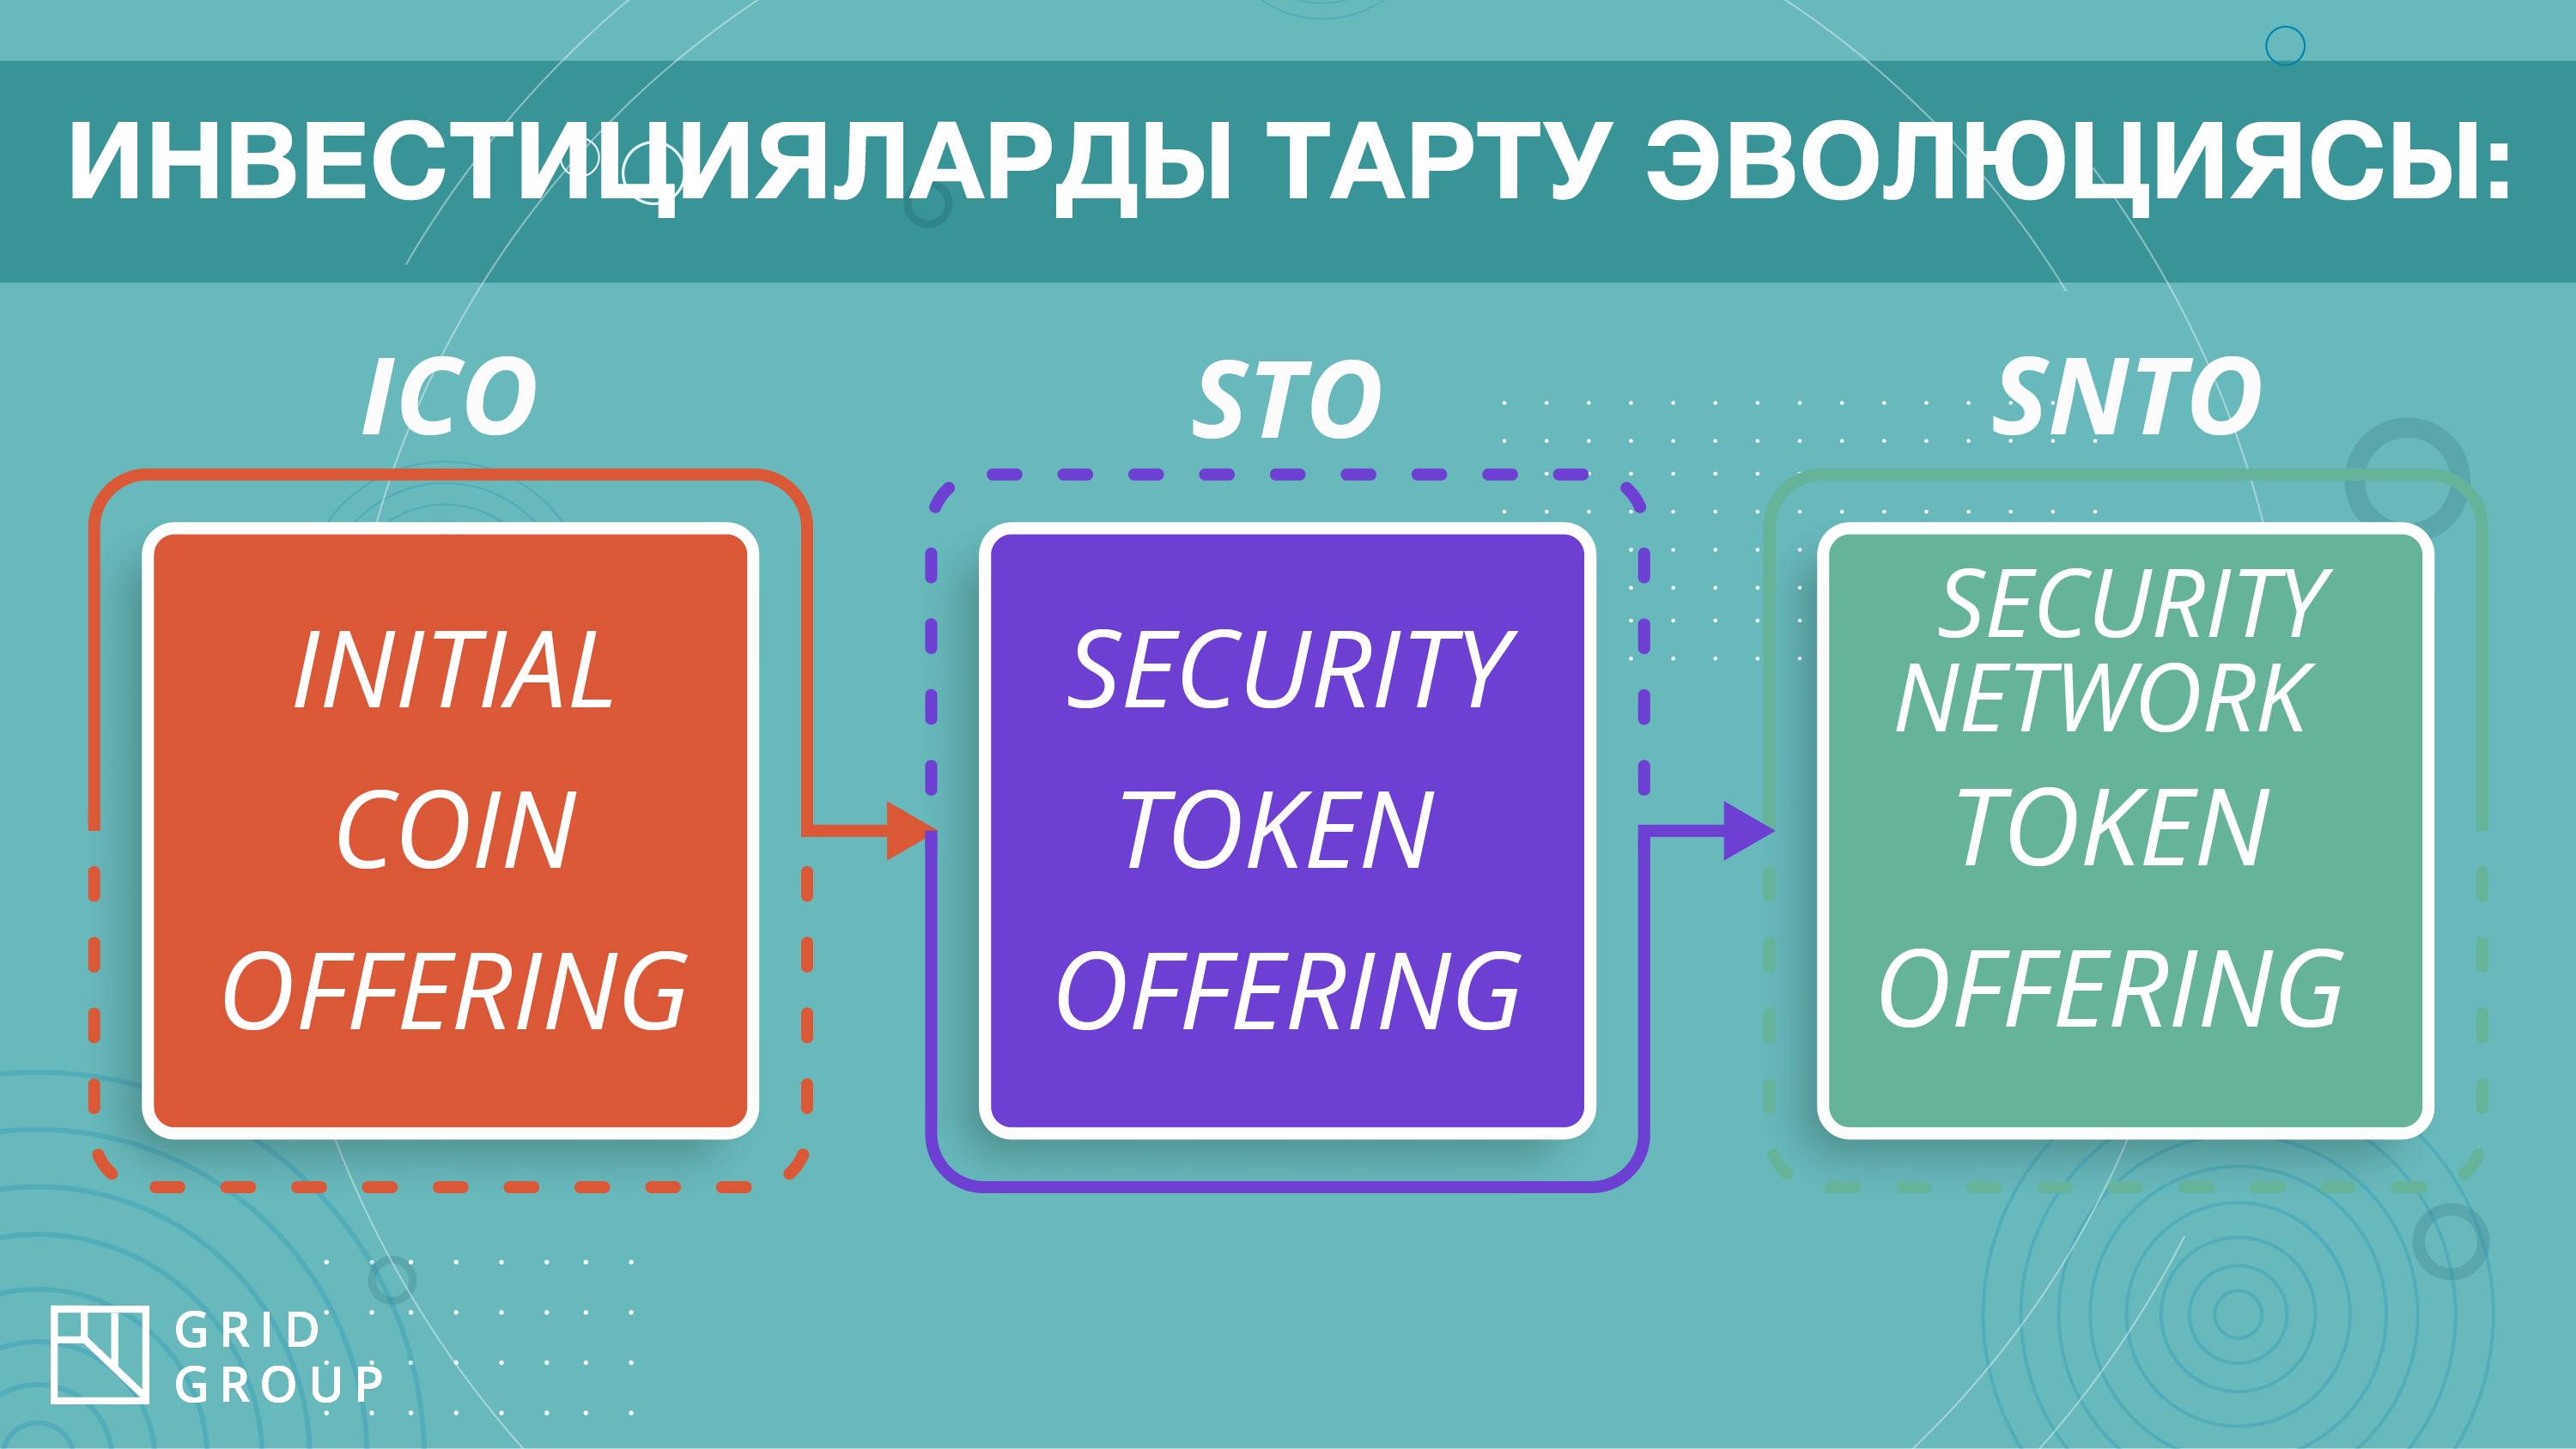 ИНВЕСТИЦИЯЛАРДЫ ТАРТУ ЭВОЛЮЦИЯСЫ:
ICO
INITIAL
COIN
OFFERING
STO
SECURITY
TOKEN
OFFERING
SNTO
SECURITY
NETWORK
TOKEN
OFFERING
GRID
GROUP